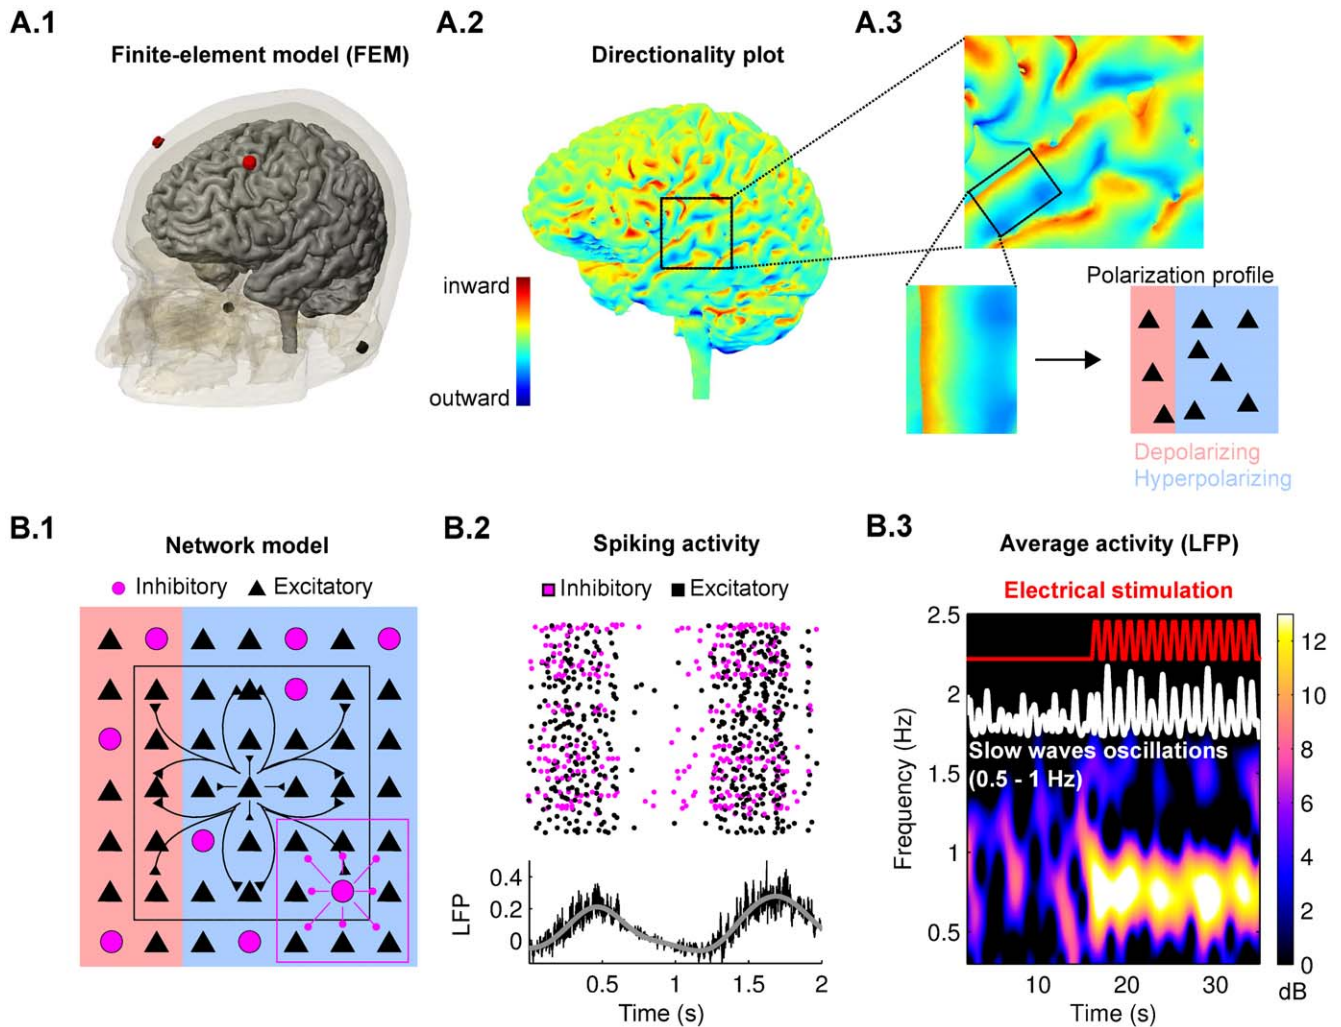 A.1
Finite-element model (FEM)
A.2
Directionality plot
inward
outward
A.3
Polarization profile
Depolarizing
Hyperpolarizing
B.1
Network model
Inhibitory Excitatory
B.2
Spiking activity
Inhibitory Excitatory
LFP
0.4
0.2
0
0.5 1 1.5 2
Time (s)
B.3
Average activity (LFP)
Electrical stimulation
Frequency (Hz)
2.5
2
1.5
1
0.5
Slow waves oscillations
(0.5 - 1 Hz)
10 20 30
Time (s)
12
10
8
6
4
2
0
dB